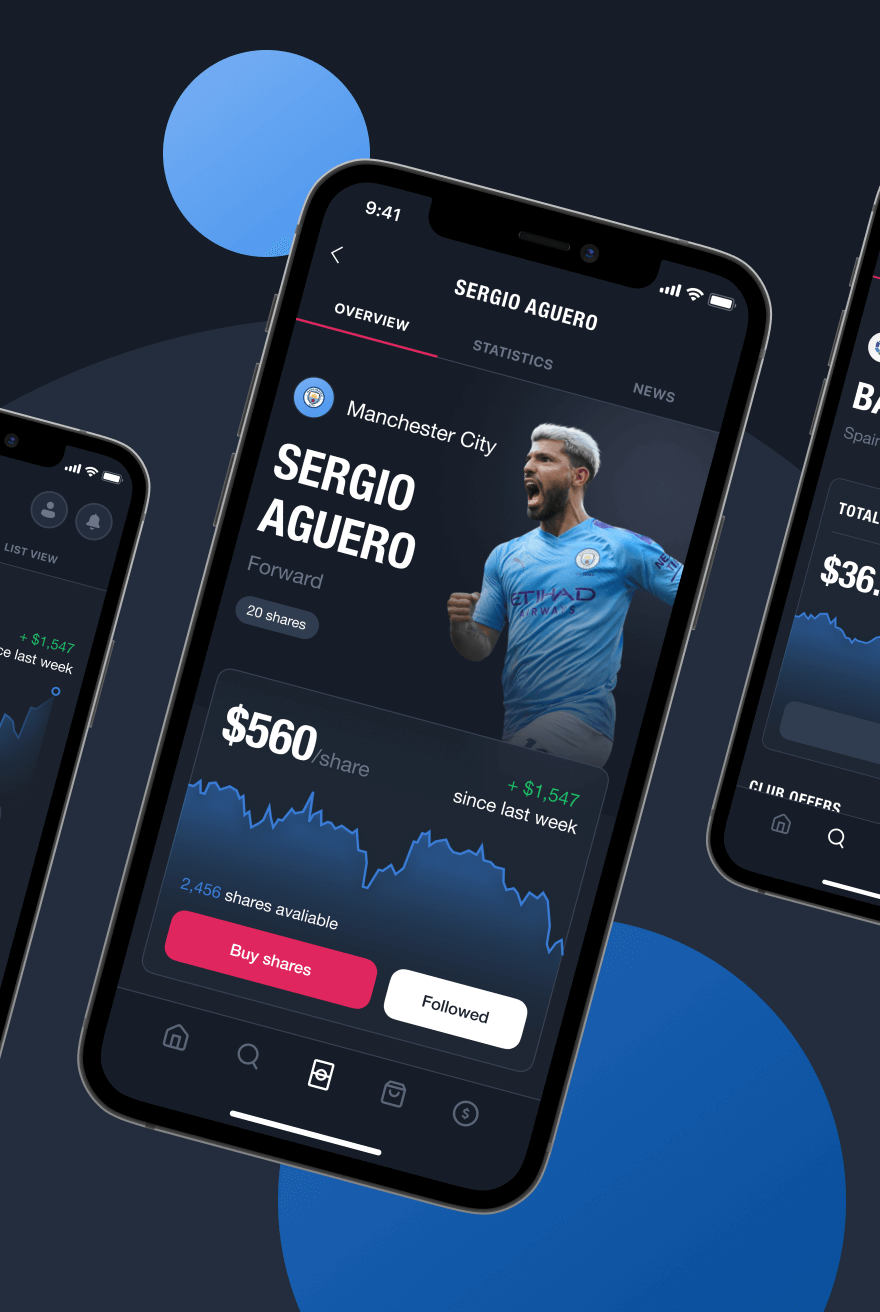 9:41
SERGIO AGUERO
OVERVIEW
STATISTICS
NEWS
Manchester City
SERGIO
AGUERO
Forward
20 shares
ETIHAD
AIRWAYS
$560/share
+ $1,547
since last week
2,456 shares avaliable
Buy shares
Followed
LIST VIEW
+ $1,547
ce last week
BA
Spain
TOTAL
$36.
CLUB OFFERS